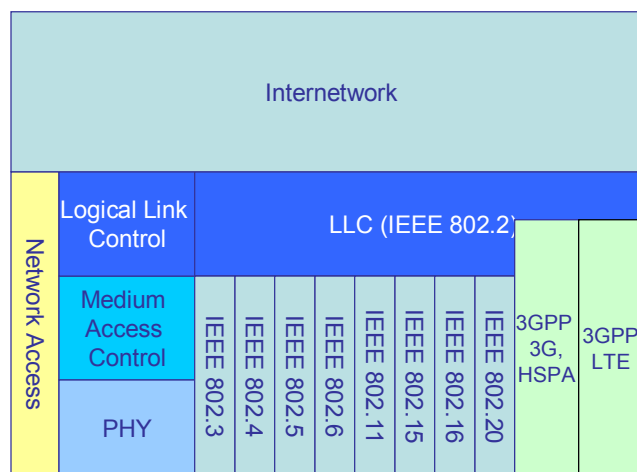 Internetwork
Network Access
Logical Link
Control
LLC (IEEE 802.2)
Medium
Access
Control
PHY
IEEE 802.3
IEEE 802.4
IEEE 802.5
IEEE 802.6
IEEE 802.11
IEEE 802.15
IEEE 802.16
IEEE 802.20
3GPP
3G,
HSPA
3GPP
LTE